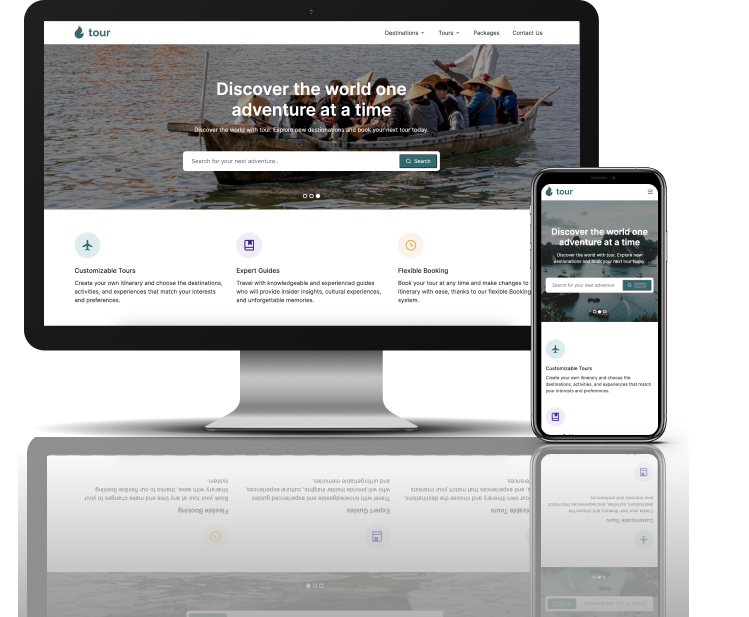 tour
Destinations
Tours
Packages
Contact Us
Discover the world one
adventure at a time
Discover the world with tour. Explore new destionations and book your next tour today.
Search for your next adventure..
Search
Customizable Tours
Create your own itinerary and choose the destinations,
activities, and experiences that match your interests
and preferences.
Expert Guides
Travel with knowledgeable and experienced guides
who will provide insider insights, cultural experiences,
and unforgettable memories.
Flexible Booking
Book your tour at any time and make changes to
itinerary with ease, thanks to our flexible Booking
system.
tour
Discover the world one
adventure at a time
Discover the world with tour. Explore new
destionations and book your next tour today.
Search for your next adventure
Customizable Tours
Create your own itinerary and choose the
destinations, activities, and experiences that match
your interests and preferences.